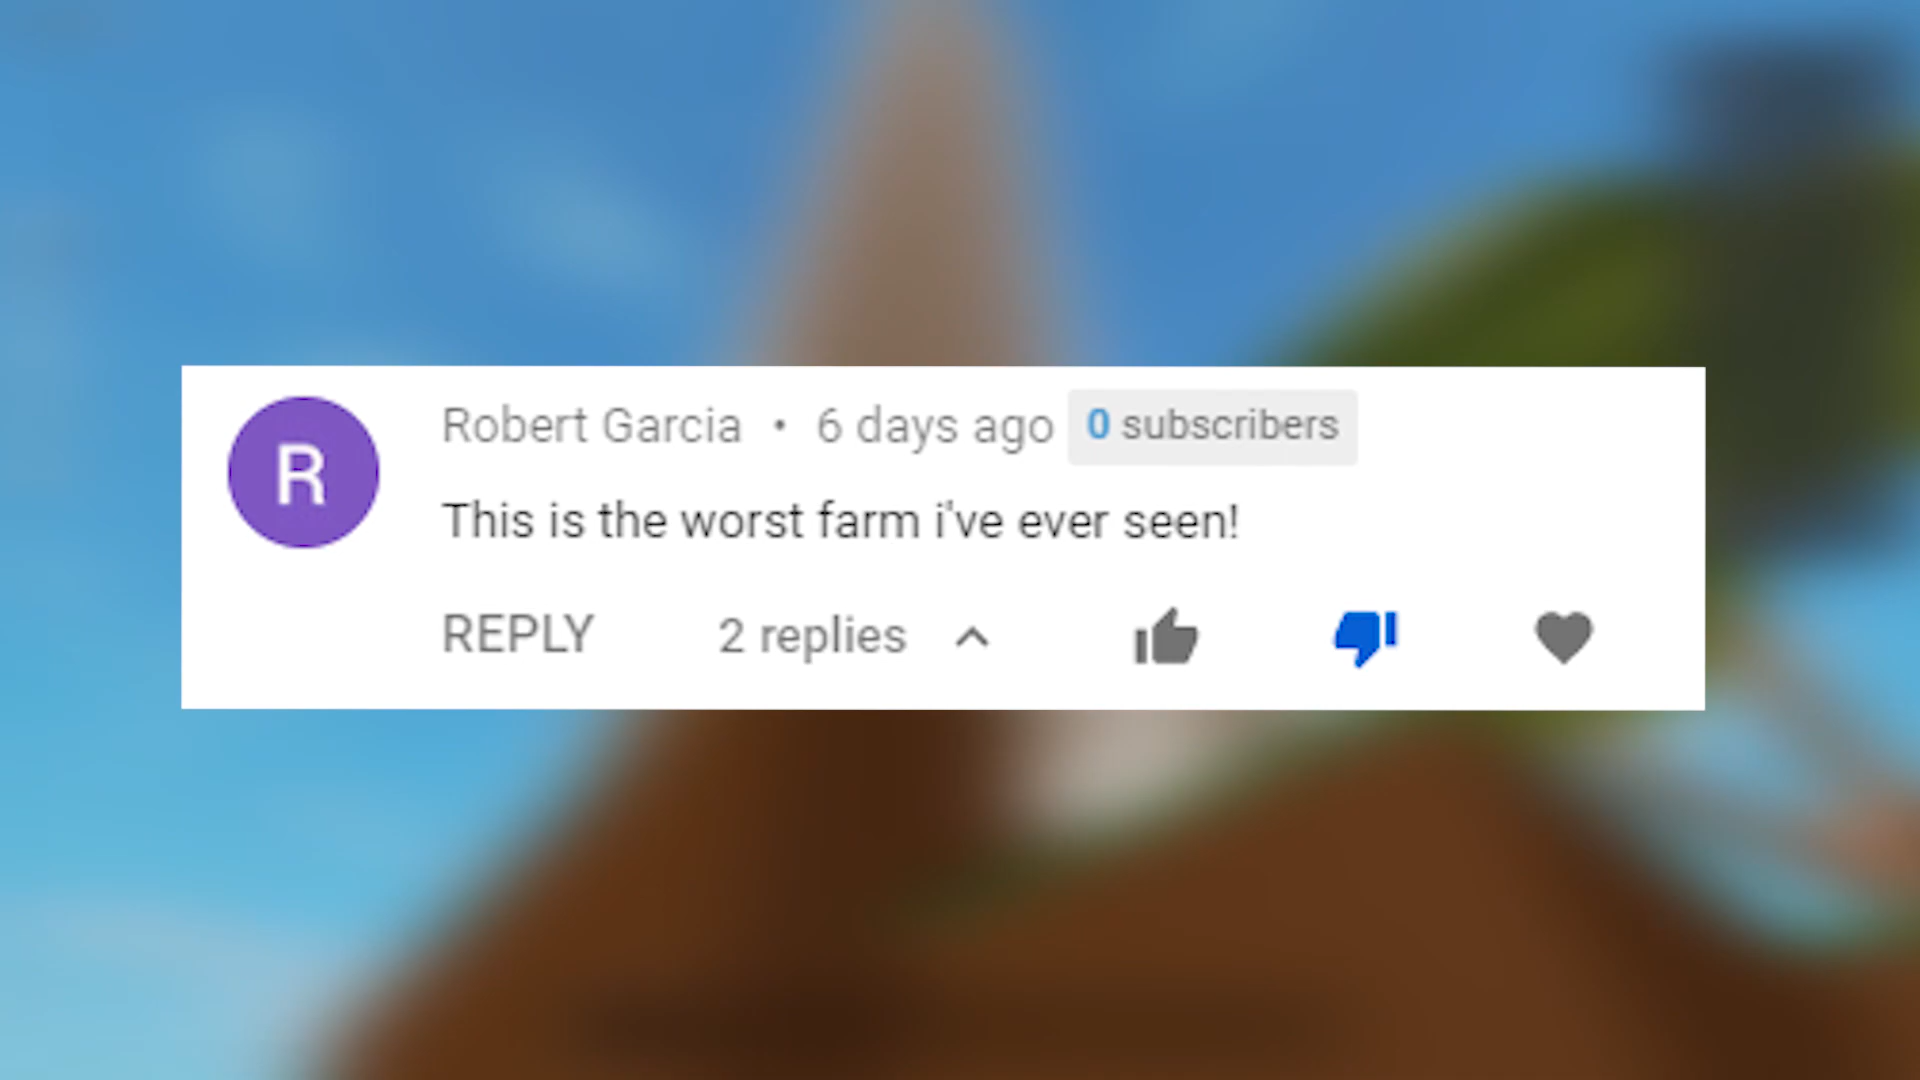 R
Robert Garcia • 6 days ago 0 subscribers
This is the worst farm i've ever seen!
REPLY 2 replies